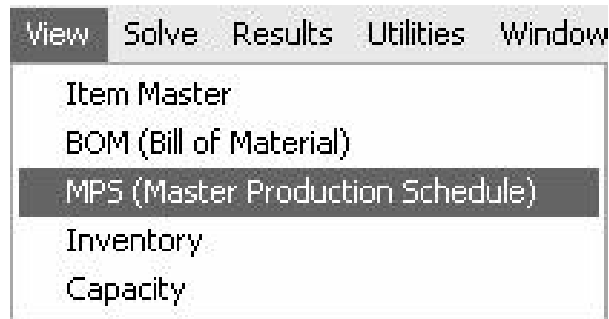 View Solve Results Utilities Window
Item Master
BOM (Bill of Material)
MPS (Master Production Schedule)
Inventory
Capacity